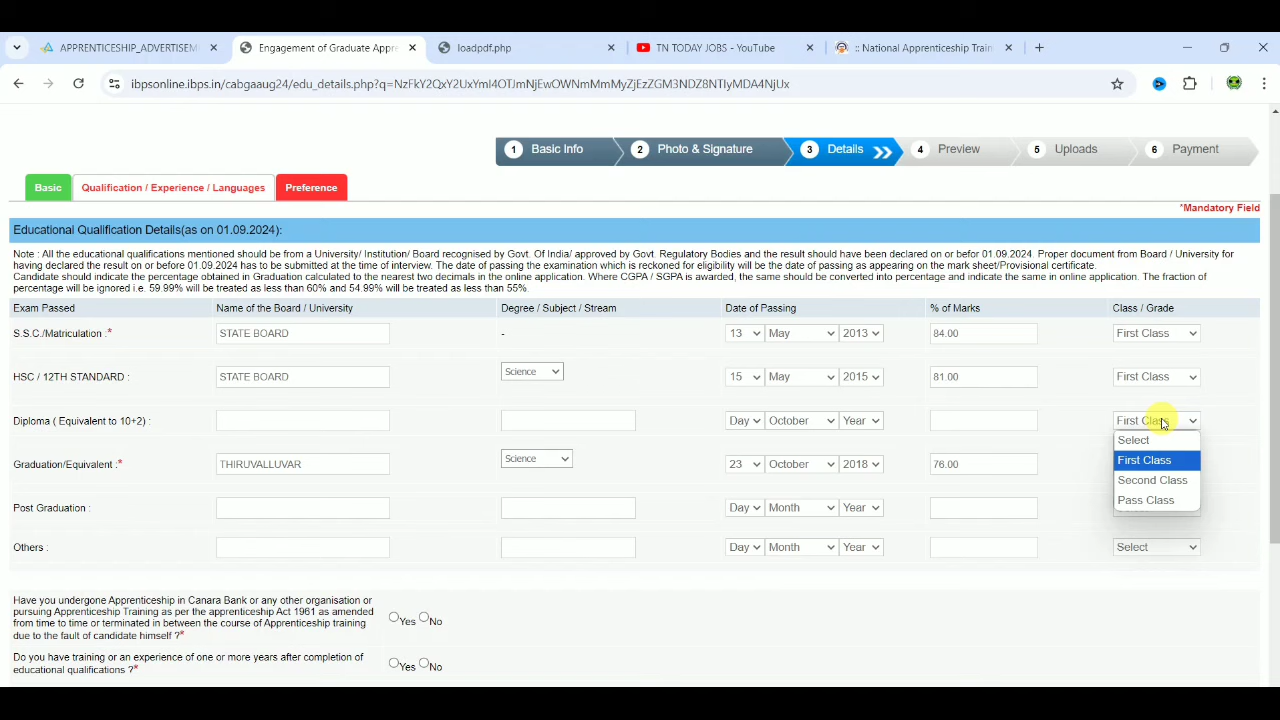 APPRENTICESHIP_ADVERTISEM
Engagement of Graduate Appre
loadpdf.php
TN TODAY JOBS - YouTube
:: National Apprenticeship Train
ibpsonline.ibps.in/cabgaaug24/edu_details.php?q=NzFkY2QxY2UxYmI4OTJmNjEwOWNmMmMyZjEzZGM3NDZ8NTIyMDA4NjUx
1 Basic Info 2 Photo & Signature 3 Details 4 Preview 5 Uploads 6 Payment
Basic Qualification / Experience / Languages Preference
*Mandatory Field
Educational Qualification Details(as on 01.09.2024):
Note : All the educational qualifications mentioned should be from a University/ Institution/ Board recognised by Govt. Of India/ approved by Govt. Regulatory Bodies and the result should have been declared on or befor 01.09.2024. Proper document from Board / University for
having declared the result on or before 01.09.2024 has to be submitted at the time of interview. The date of passing the examination which is reckoned for eligibility will be the date of passing as appearing on the mark sheet/Provisional certificate.
Candidate should indicate the percentage obtained in Graduation calculated to the nearest two decimals in the online application. Where CGPA / SGPA is awarded, the same should be converted into percentage and indicate the same in online application. The fraction of
percentage will be ignored i.e. 59.99% will be treated as less than 60% and 54.99% will be treated as less than 55%.
Exam Passed Name of the Board / University Degree / Subject / Stream Date of Passing % of Marks Class / Grade
S.S.C./Matriculation :* STATE BOARD - 13 May 2013 84.00 First Class
HSC / 12TH STANDARD : STATE BOARD Science 15 May 2015 81.00 First Class
Diploma ( Equivalent to 10+2) : Day October Year First Class
Select
First Class
Graduation/Equivalent :* THIRUVALLUVAR Science 23 October 2018 76.00
Second Class
Pass Class
Post Graduation : Day Month Year
Others : Day Month Year Select
Have you undergone Apprenticeship in Canara Bank or any other organisation or
pursuing Apprenticeship Training as per the apprenticeship Act 1961 as amended
from time to time or terminated in between the course of Apprenticeship training
due to the fault of candidate himself ?* Yes No
Do you have training or an experience of one or more years after completion of
educational qualifications ?* Yes No